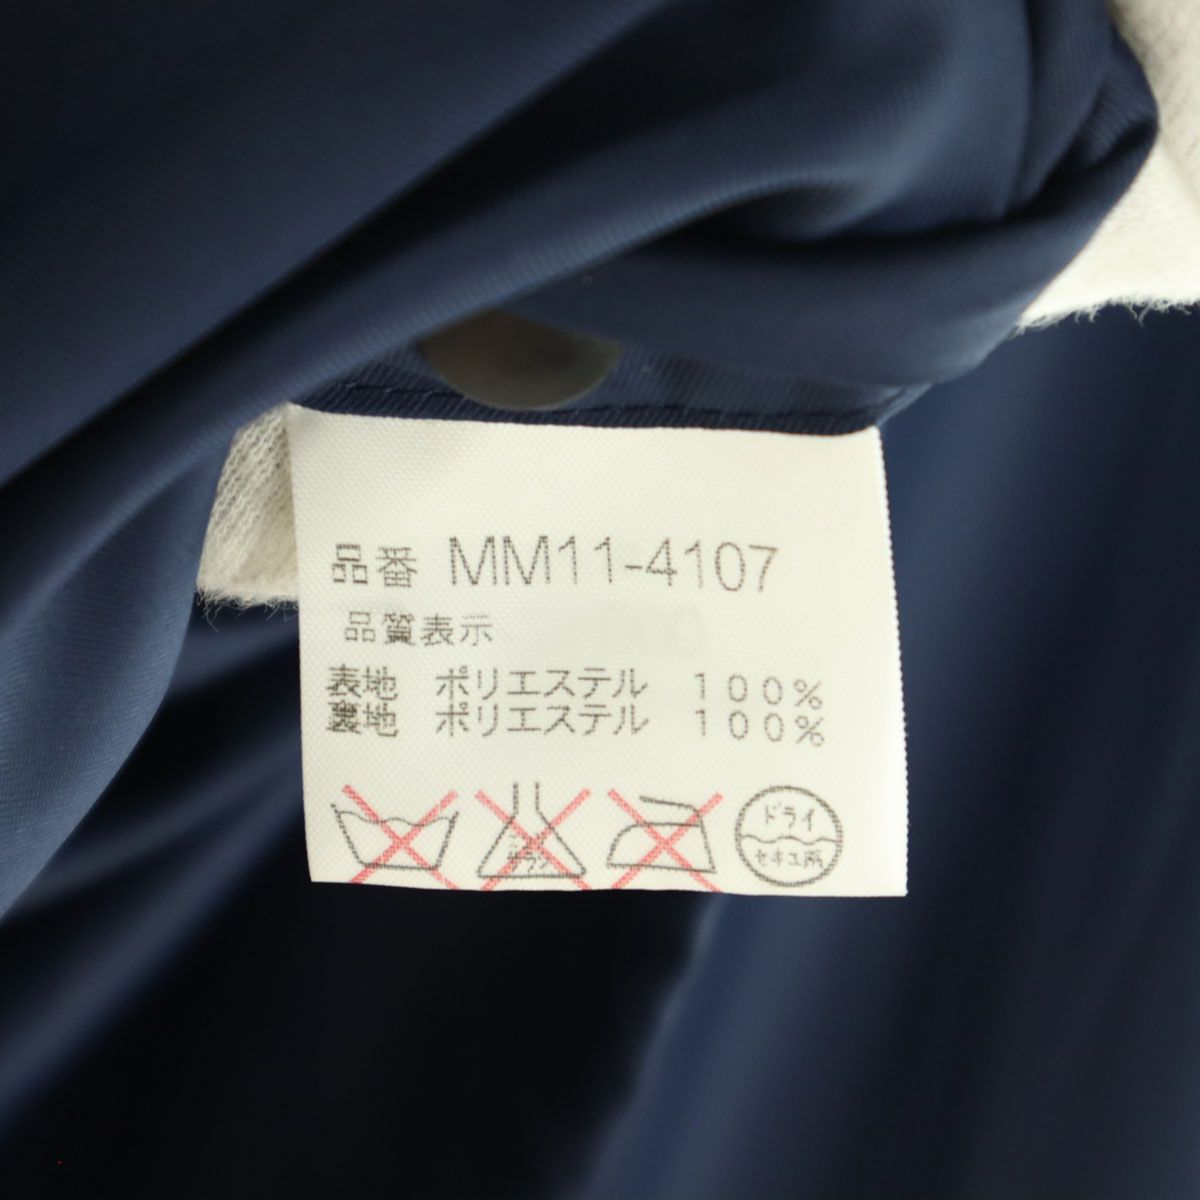 品番 MM11-4107
品質表示
表地 ポリエステル 100%
裏地 ポリエステル 100%
ドライ
セキユ系